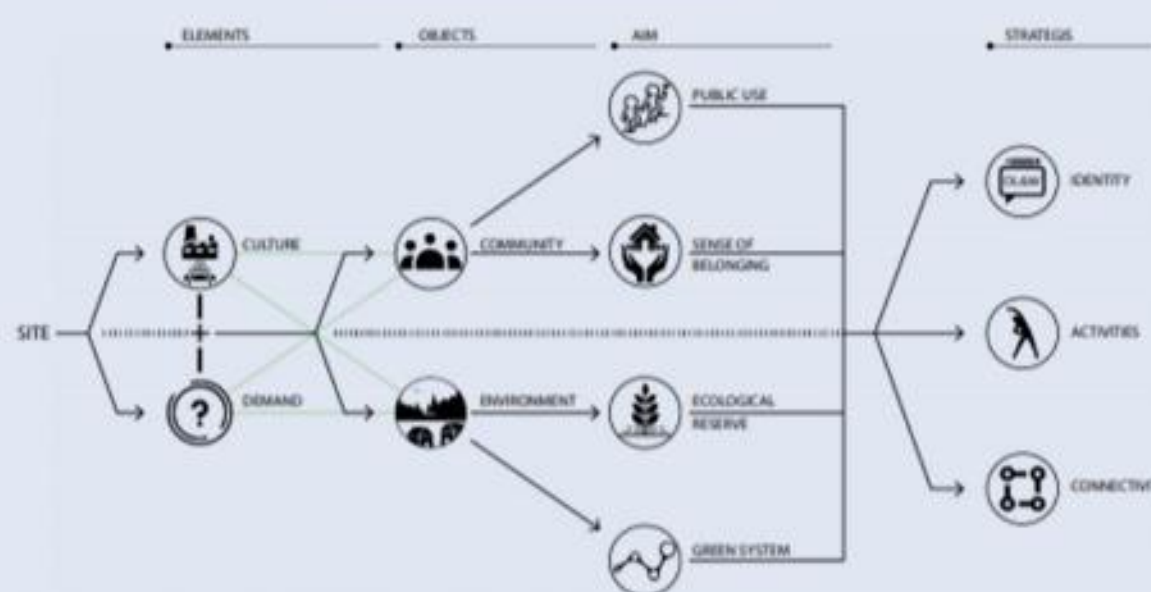 ELEMENTS
OBJECTS
AIM
STRATEGIS
PUBLIC USE
IDENTITY
CULTURE
COMMUNITY
SENSE OF
BELONGING
SITE
ACTIVITIES
DEMAND
?
ENVIRONMENT
ECOLOGICAL
RESERVE
CONNECTIVI
GREEN SYSTEM